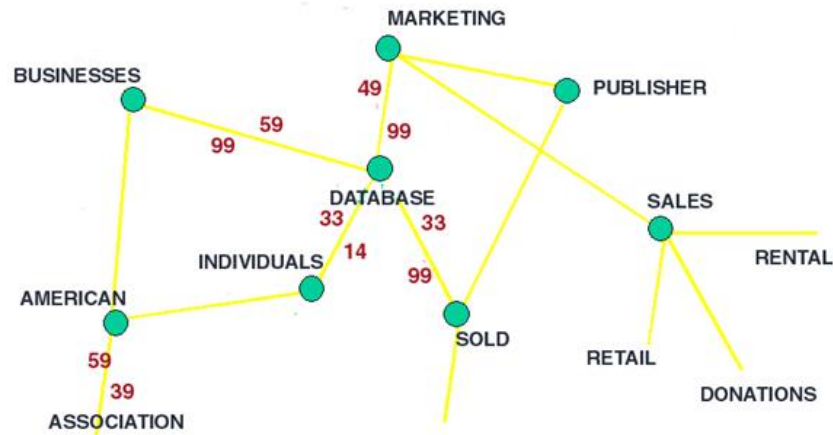 MARKETING
BUSINESSES
49
PUBLISHER
59
99
99
DATABASE
SALES
33
33
14
INDIVIDUALS
RENTAL
99
AMERICAN
SOLD
RETAIL
59
39
DONATIONS
ASSOCIATION